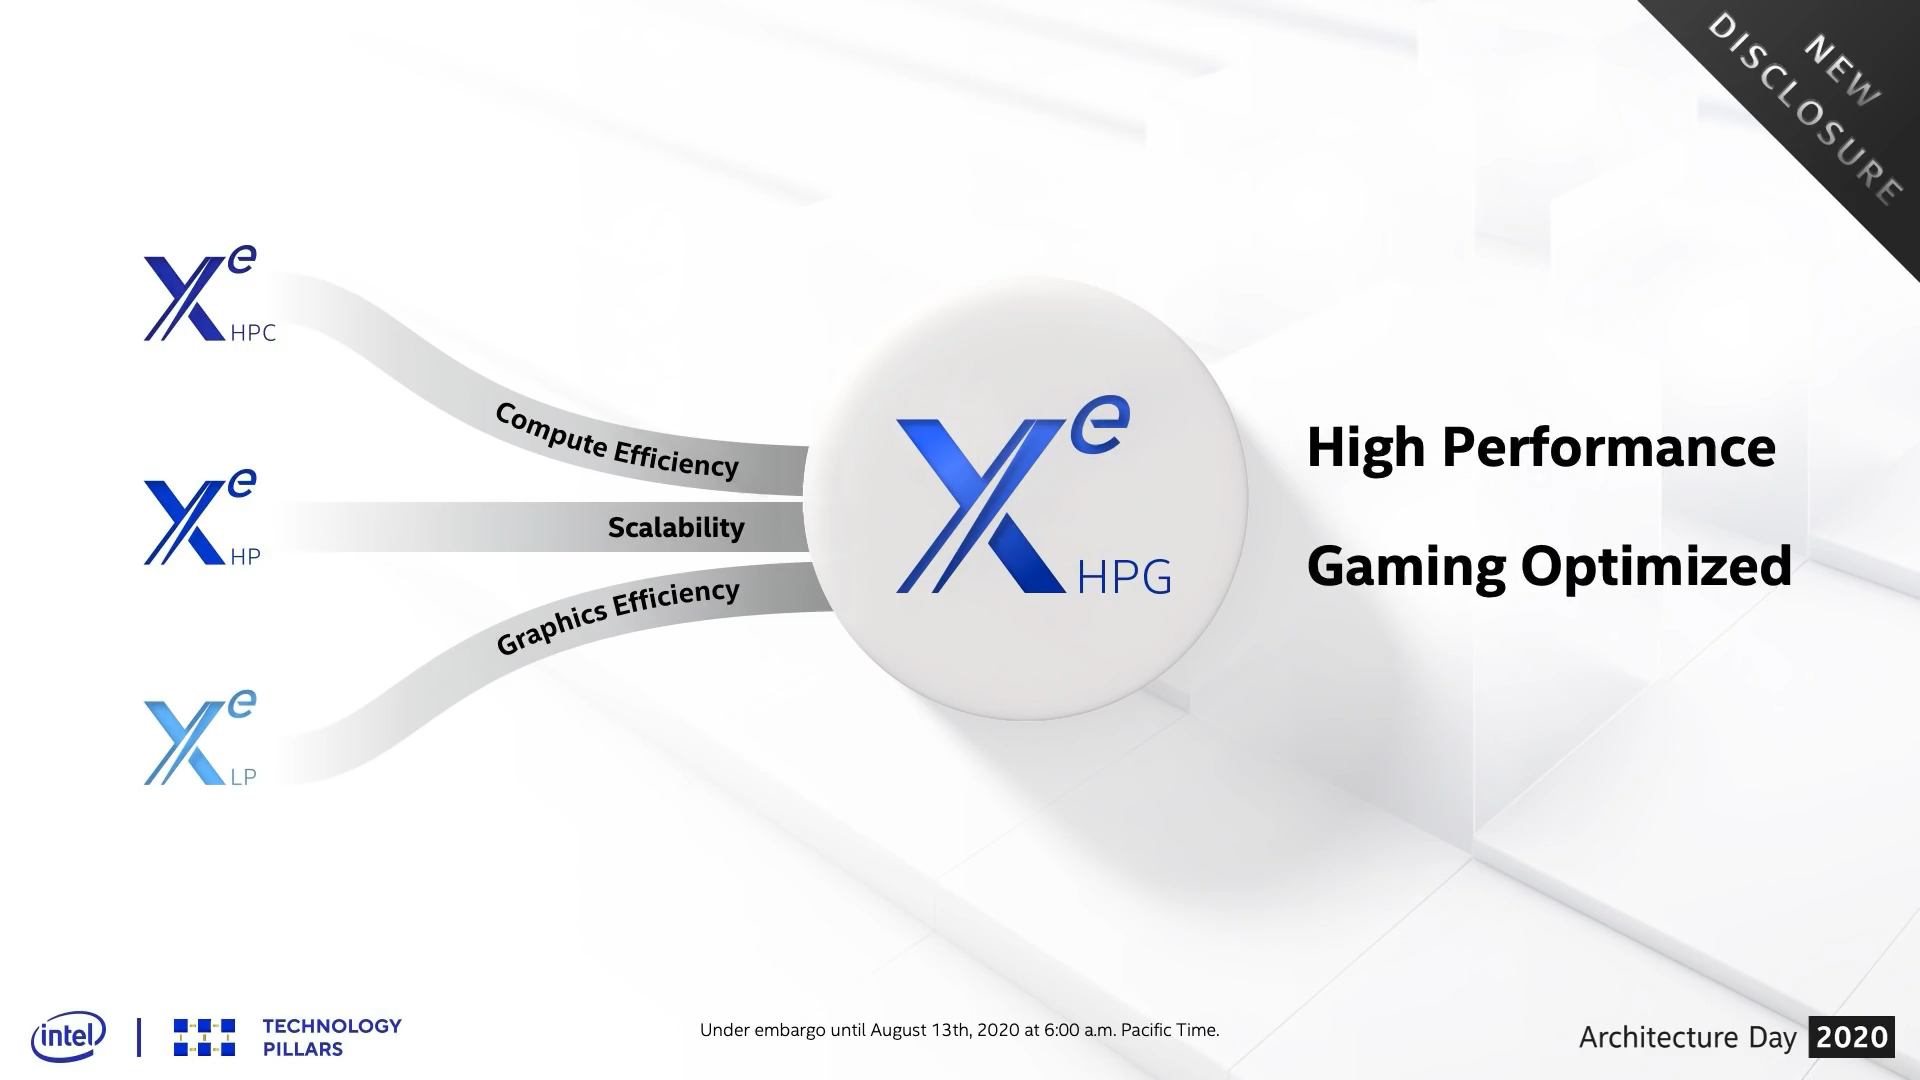 NEW
DISCLOSURE
Xe HPC
Compute Efficiency
Xe HP
Scalability
Xe LP
Graphics Efficiency
Xe HPG
High Performance
Gaming Optimized
intel
TECHNOLOGY
PILLARS
Under embargo until August 13th, 2020 at 6:00 a.m. Pacific Time.
Architecture Day 2020